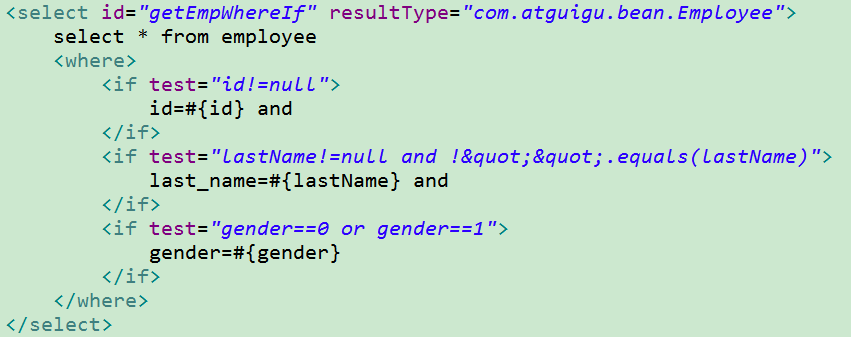 <select id="getEmpWhereIf" resultType="com.atguigu.bean.Employee">
    select * from employee
    <where>
        <if test="id!=null">
            id=#{id} and
        </if>
        <if test="lastName!=null and !&quot;&quot;.equals(lastName)">
            last_name=#{lastName} and
        </if>
        <if test="gender==0 or gender==1">
            gender=#{gender}
        </if>
    </where>
</select>